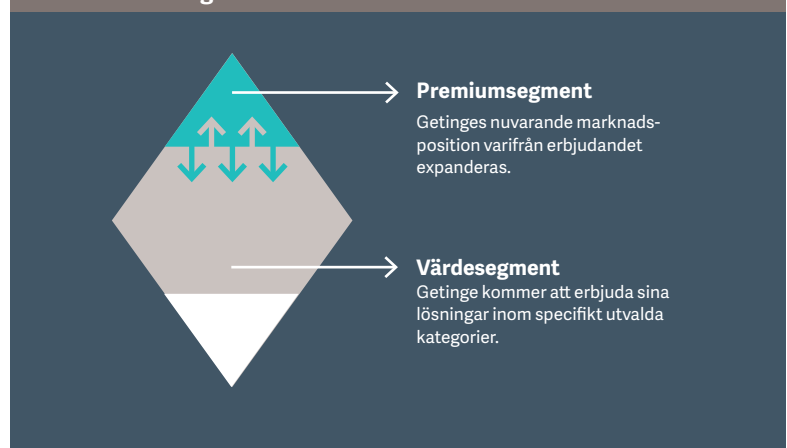 Premiumsegment
Getinges nuvarande marknads-
position varifrån erbjudandet
expanderas.
Värdesegment
Getinge kommer att erbjuda sina
lösningar inom specifikt utvalda
kategorier.